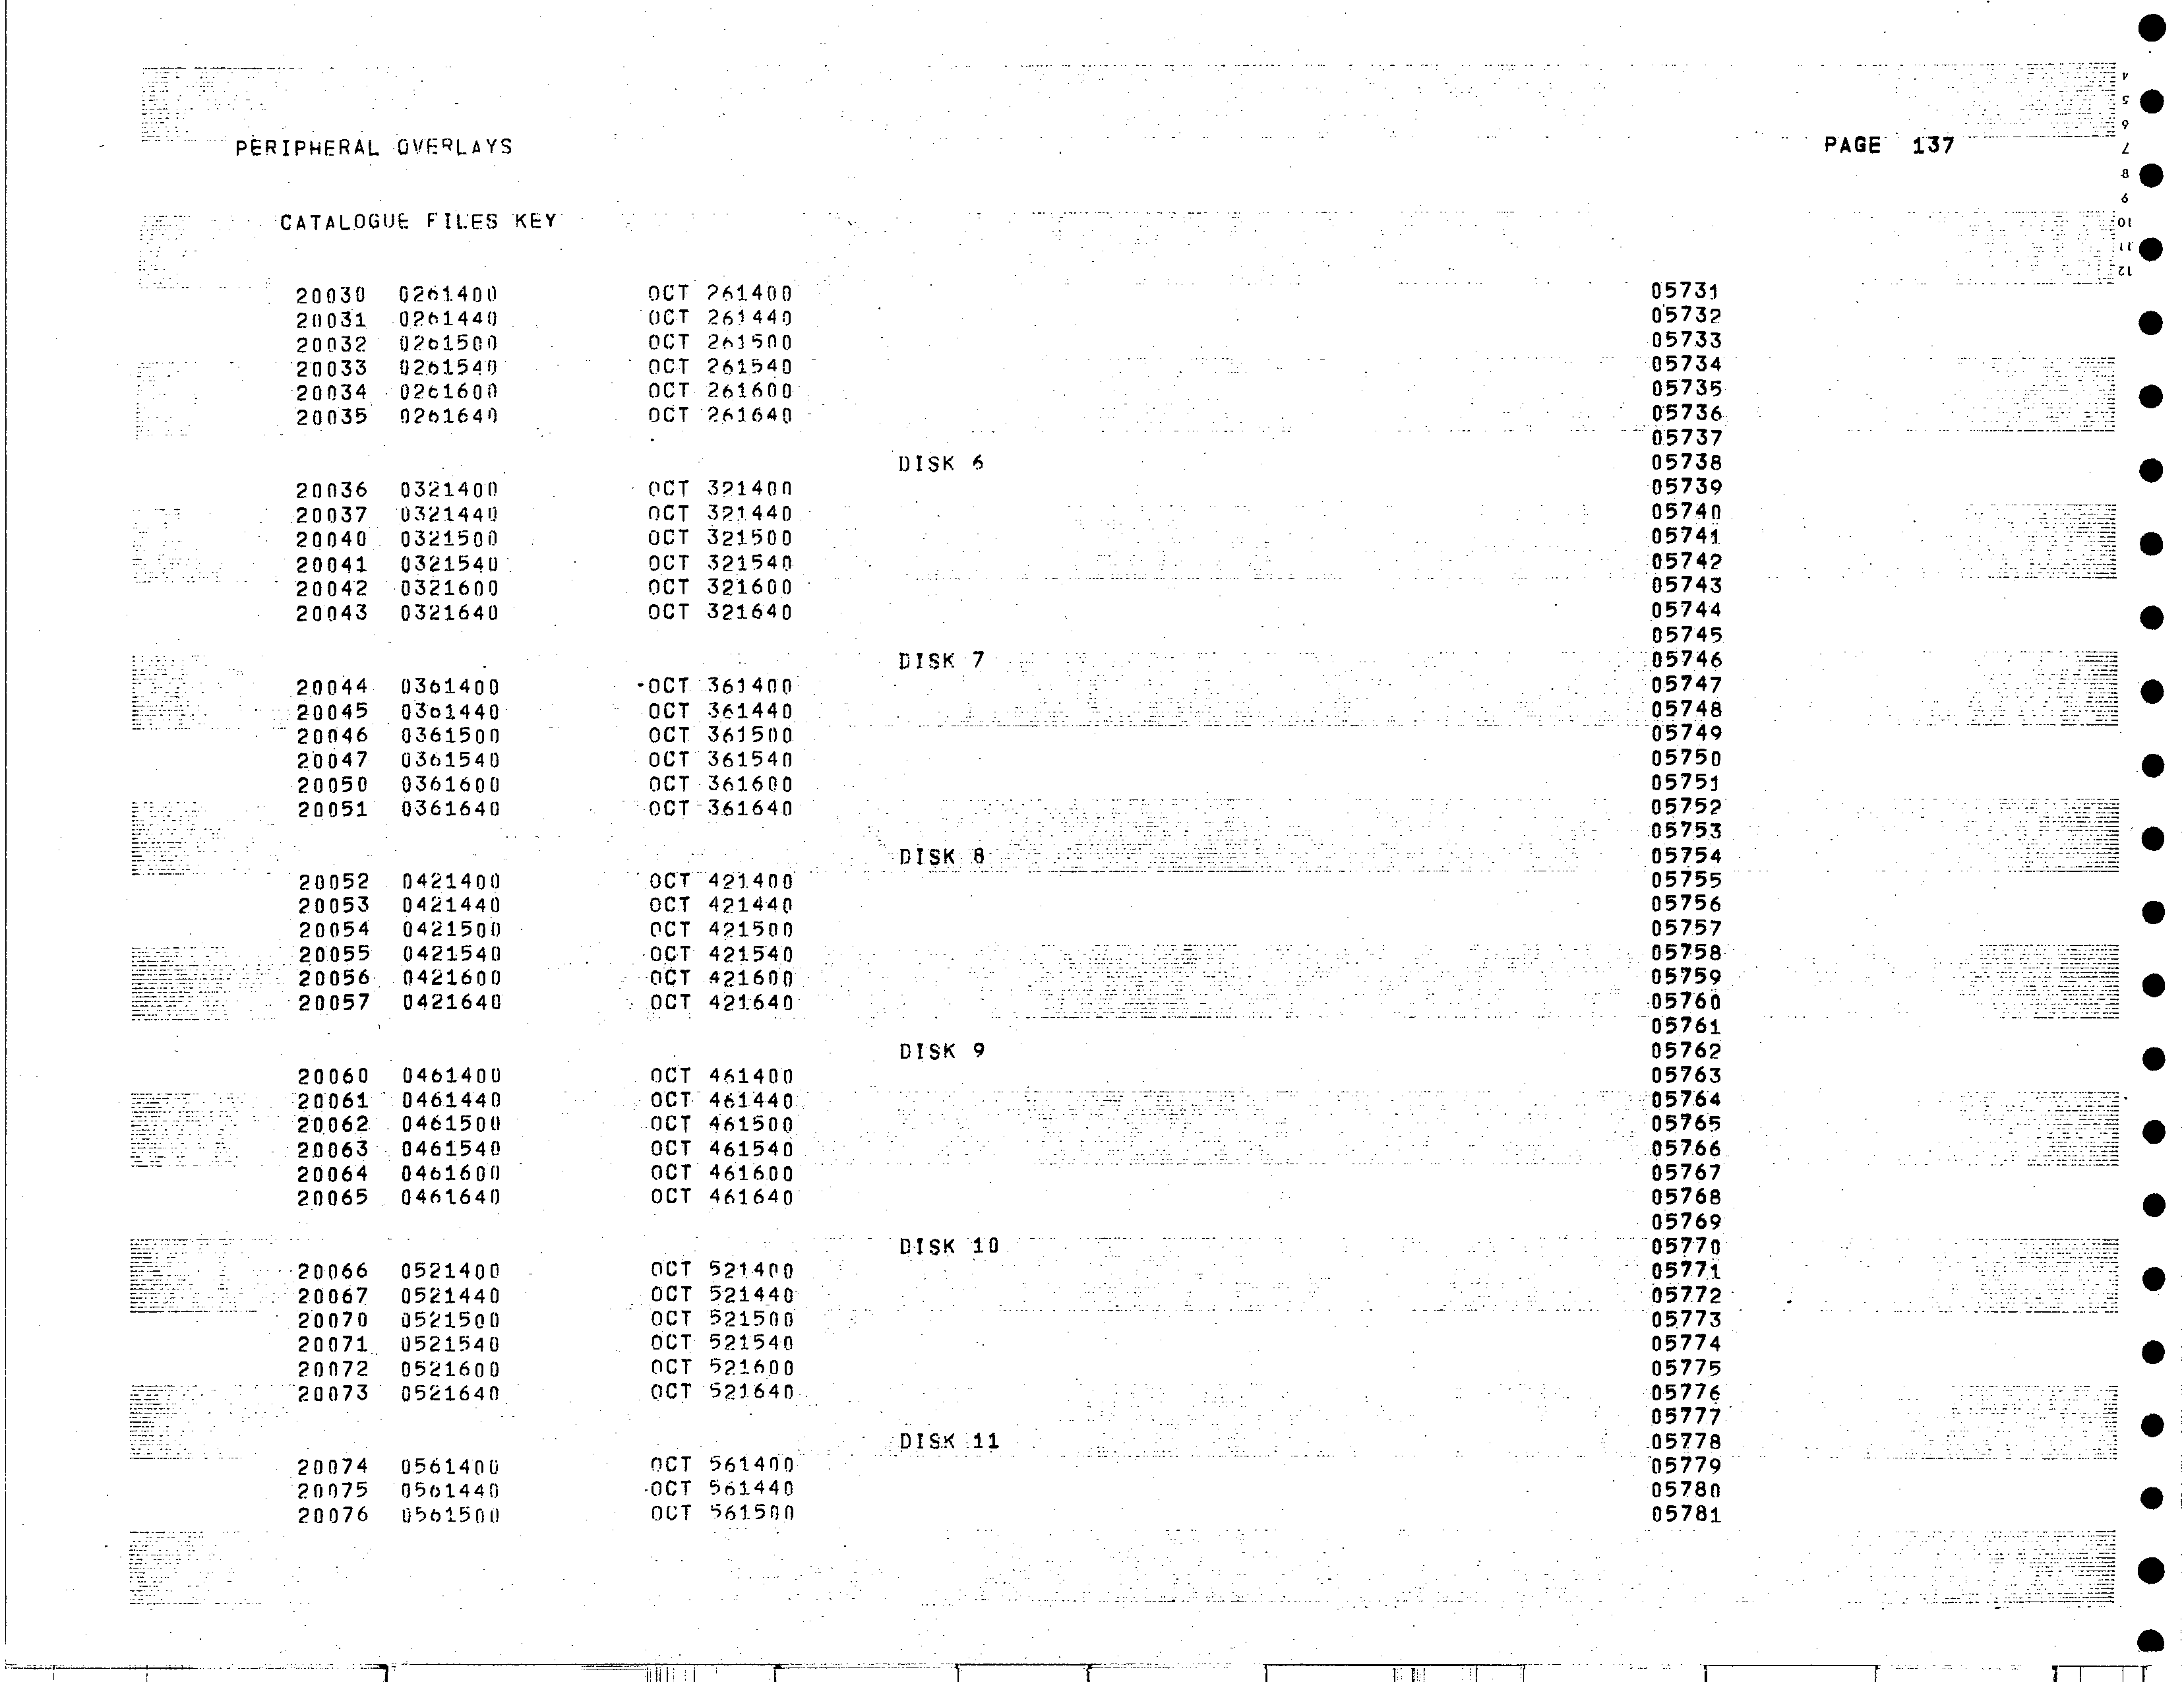 PERIPHERAL OVERLAYS PAGE 137
CATALOGUE FILES KEY
20030 0261400 OCT 261400 05731
20031 0261440 OCT 261440 05732
20032 0261500 OCT 261500 05733
20033 0261540 OCT 261540 05734
20034 0261600 OCT 261600 05735
20035 0261640 OCT 261640 05736
05737
DISK 6 05738
20036 0321400 OCT 321400 05739
20037 0321440 OCT 321440 05740
20040 0321500 OCT 321500 05741
20041 0321540 OCT 321540 05742
20042 0321600 OCT 321600 05743
20043 0321640 OCT 321640 05744
05745
DISK 7 05746
20044 0361400 OCT 361400 05747
20045 0361440 OCT 361440 05748
20046 0361500 OCT 361500 05749
20047 0361540 OCT 361540 05750
20050 0361600 OCT 361600 05751
20051 0361640 OCT 361640 05752
05753
DISK 8 05754
20052 0421400 OCT 421400 05755
20053 0421440 OCT 421440 05756
20054 0421500 OCT 421500 05757
20055 0421540 OCT 421540 05758
20056 0421600 OCT 421600 05759
20057 0421640 OCT 421640 05760
05761
DISK 9 05762
20060 0461400 OCT 461400 05763
20061 0461440 OCT 461440 05764
20062 0461500 OCT 461500 05765
20063 0461540 OCT 461540 05766
20064 0461600 OCT 461600 05767
20065 0461640 OCT 461640 05768
05769
DISK 10 05770
20066 0521400 OCT 521400 05771
20067 0521440 OCT 521440 05772
20070 0521500 OCT 521500 05773
20071 0521540 OCT 521540 05774
20072 0521600 OCT 521600 05775
20073 0521640 OCT 521640 05776
05777
DISK 11 05778
20074 0561400 OCT 561400 05779
20075 0561440 OCT 561440 05780
20076 0561500 OCT 561500 05781
4
5
6
7
8
9
10
11
12